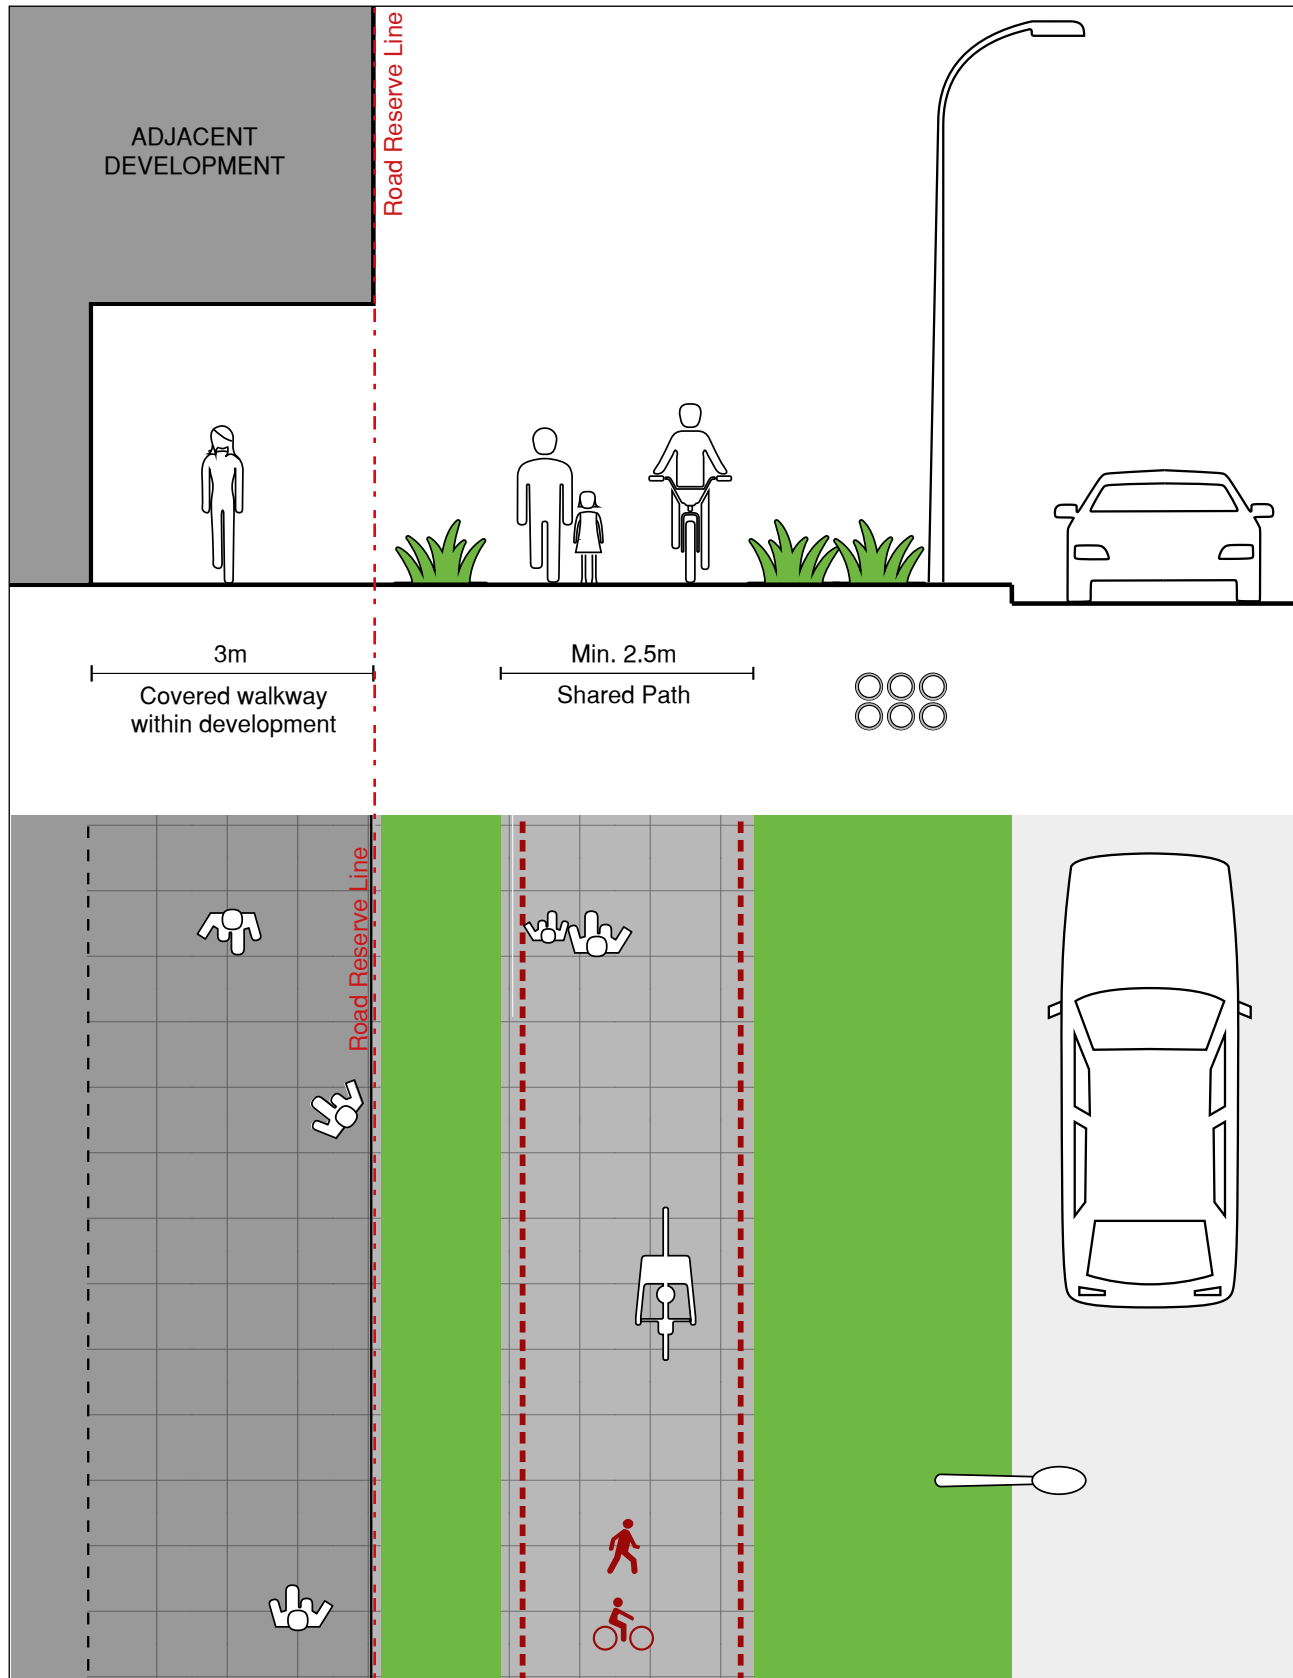 ADJACENT
DEVELOPMENT
Road Reserve Line
3m
Covered walkway
within development
Min. 2.5m
Shared Path
Road Reserve Line